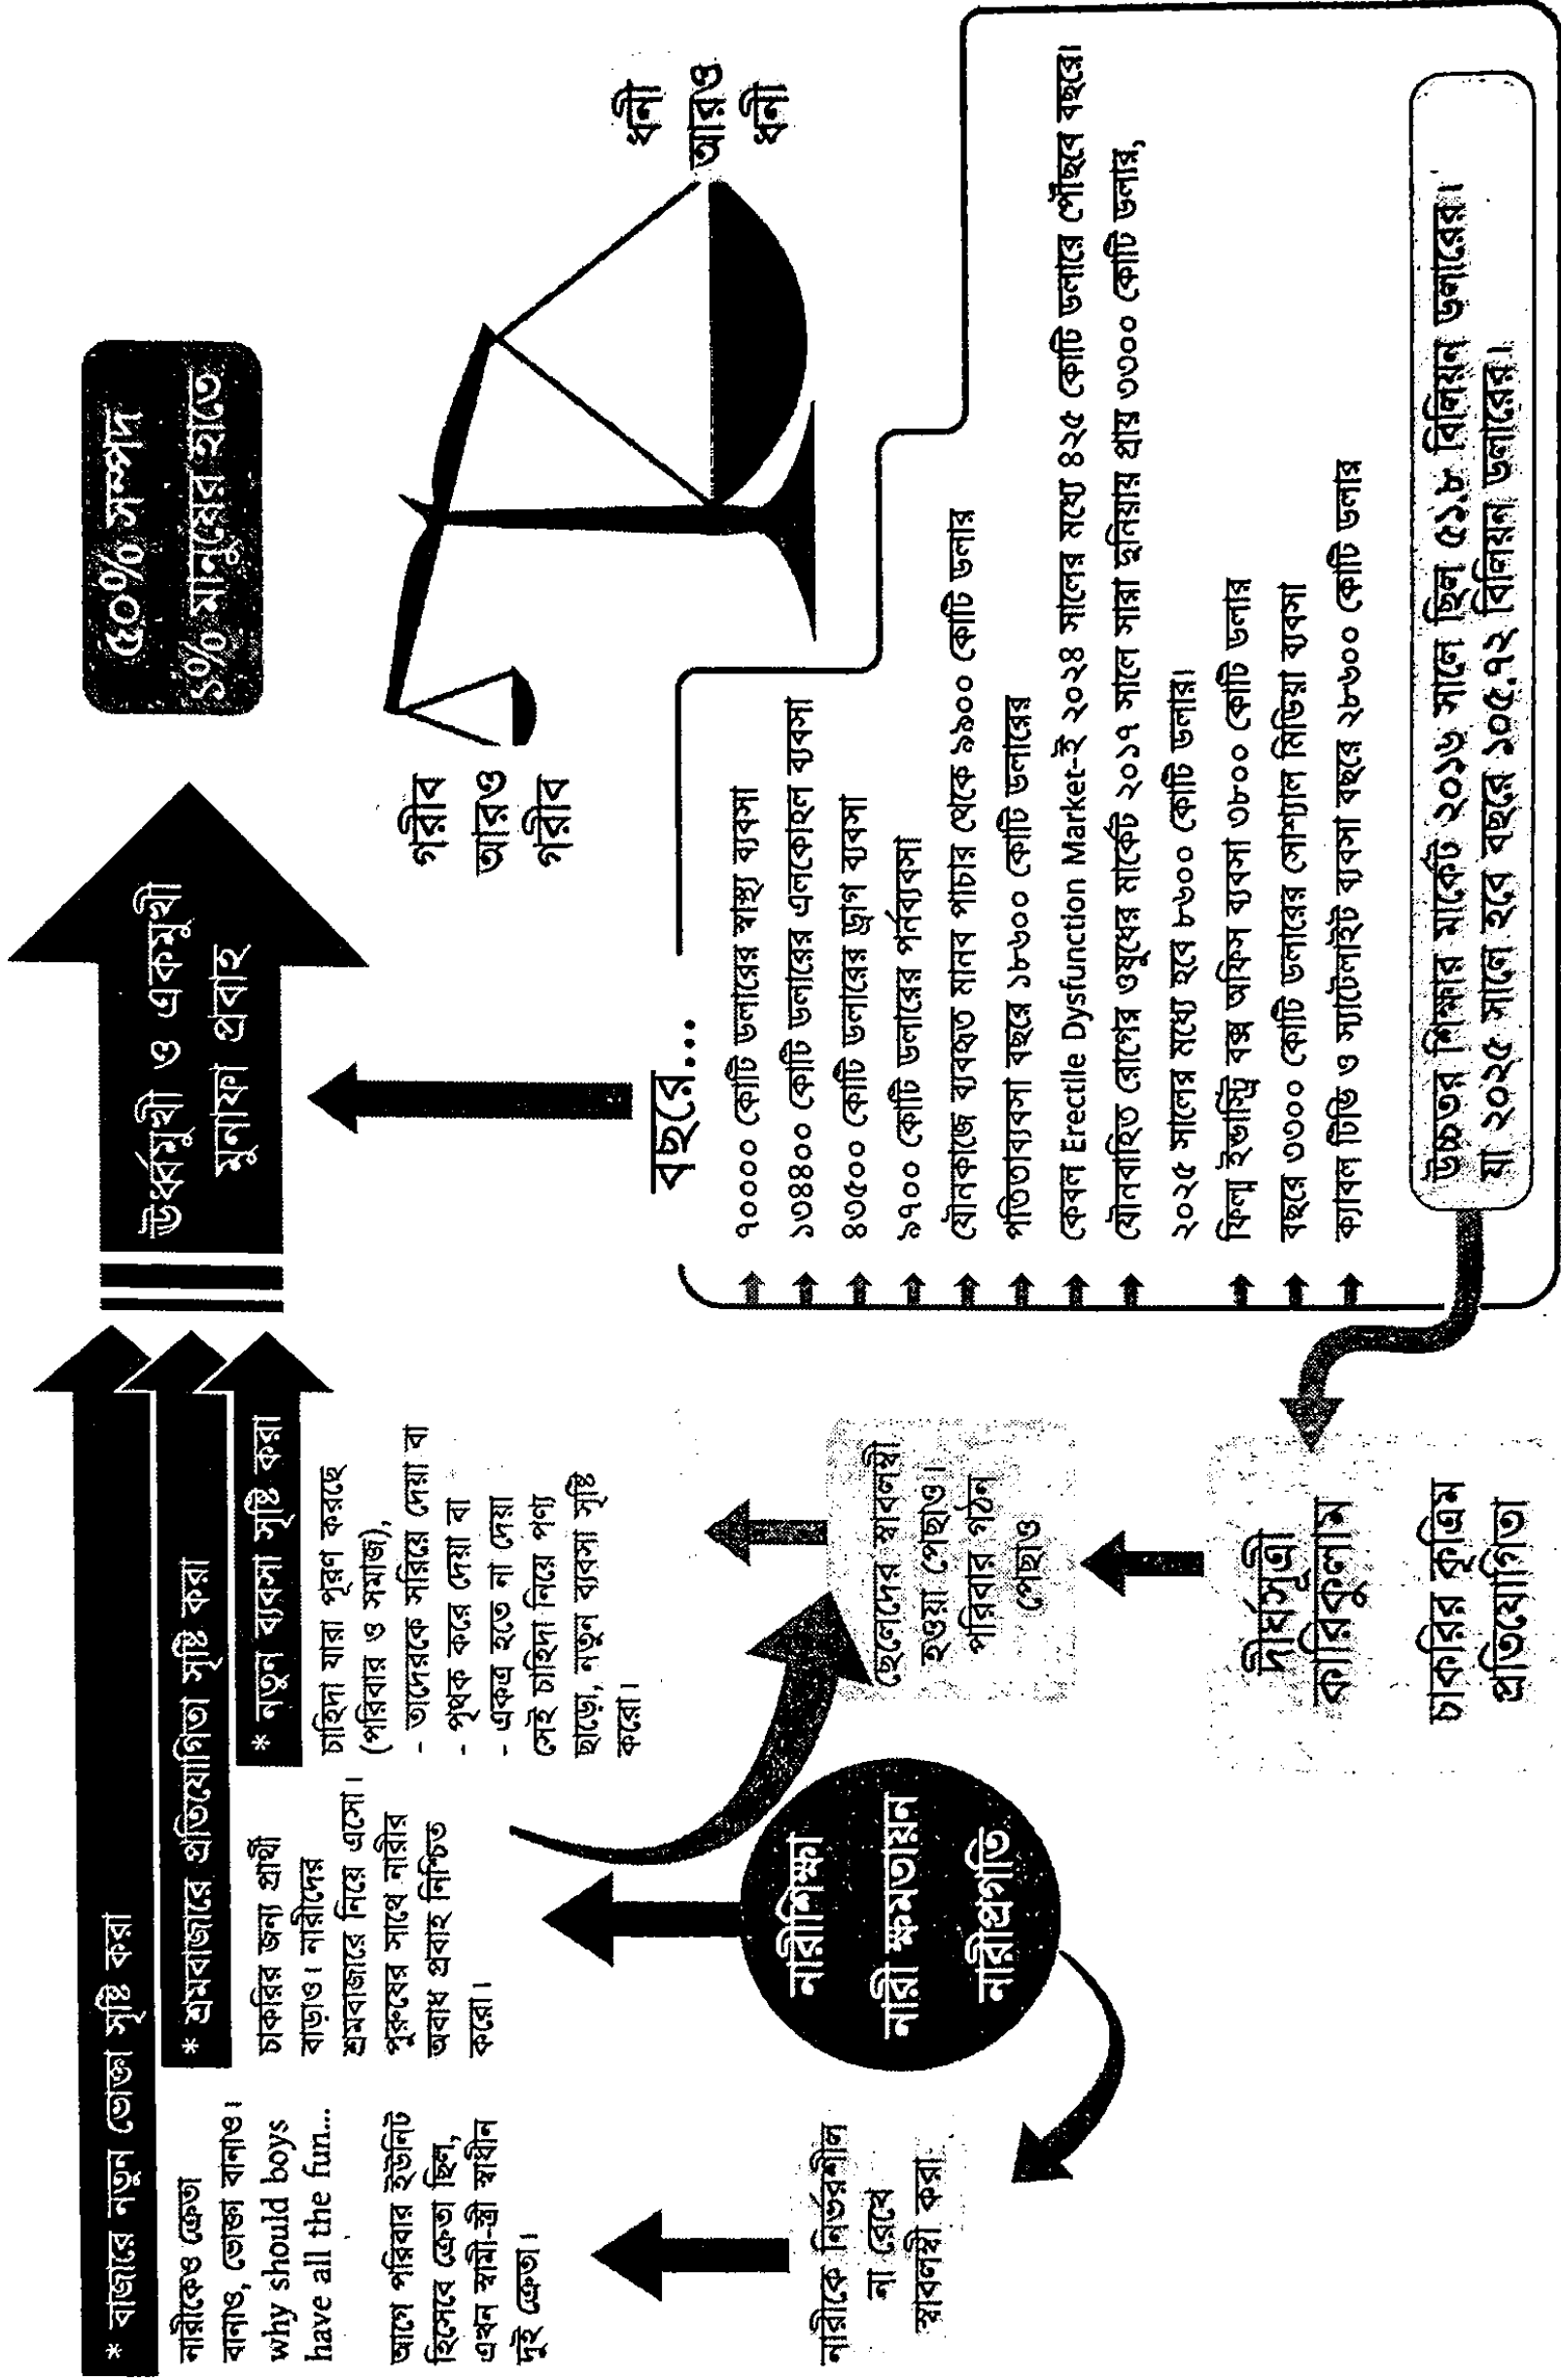 * বাজারে নতুন ভোক্তা সৃষ্টি করা
* শ্রমবাজারে প্রতিযোগিতা সৃষ্টি করা
* নতুন ব্যবসা সৃষ্টি করা
ঊর্ধ্বমুখী ও একমুখী
মুনাফা প্রবাহ
৫০% সম্পদ
১% মানুষের হাতে
নারীকেও ক্রেতা
বানাও, ভোক্তা বানাও।
why should boys
have all the fun...
আগে পরিবার ইউনিট
হিসেবে ক্রেতা ছিল,
এখন স্বামী-স্ত্রী স্বাধীন
দুই ক্রেতা।
চাকরির জন্য প্রার্থী
বাড়াও। নারীদের
শ্রমবাজারে নিয়ে এসো।
পুরুষের সাথে নারীর
অবাধ প্রবাহ নিশ্চিত
করো।
চাহিদা যারা পূরণ করছে
(পরিবার ও সমাজ),
- তাদেরকে সরিয়ে দেয়া বা
- পৃথক করে দেয়া বা
- একত্র হতে না দেয়া
সেই চাহিদা নিয়ে পণ্য
ছাড়ো, নতুন ব্যবসা সৃষ্টি
করো।
গরীব
আরও
গরীব
ধনী
আরও
ধনী
নারীকে নির্ভরশীল
না রেখে
স্বাবলম্বী করা
নারীশিক্ষা
নারী ক্ষমতায়ন
নারীপ্রগতি
ছেলেদের স্বাবলম্বী
হওয়া পেছাও।
পরিবার গঠন
পেছাও
দীর্ঘসূত্রী
কারিকুলাম
চাকরির কৃত্রিম
প্রতিযোগিতা
বছরে...
৭০০০০ কোটি ডলারের স্বাস্থ্য ব্যবসা
১৩৪৪০০ কোটি ডলারের এলকোহল ব্যবসা
৪৩৫০০ কোটি ডলারের ড্রাগ ব্যবসা
৯৭০০ কোটি ডলারের পর্নব্যবসা
যৌনকাজে ব্যবহৃত মানব পাচার থেকে ৯৯০০ কোটি ডলার
পতিতাব্যবসা বছরে ১৮৬০০ কোটি ডলারের
কেবল Erectile Dysfunction Market-ই ২০২৪ সালের মধ্যে ৪২৫ কোটি ডলারে পৌঁছবে বছরে।
যৌনবাহিত রোগের ওষুধের মার্কেট ২০১৭ সালে সারা দুনিয়ায় প্রায় ৩৩০০ কোটি ডলার,
২০২৫ সালের মধ্যে হবে ৮৬০০ কোটি ডলার।
ফিল্ম ইন্ডাস্ট্রি বক্স অফিস ব্যবসা ৩৮০০ কোটি ডলার
বছরে ৩৩০০ কোটি ডলারের সোশ্যাল মিডিয়া ব্যবসা
ক্যাবল টিভি ও স্যাটেলাইট ব্যবসা বছরে ২৮৬০০ কোটি ডলার
উচ্চতর শিক্ষার মার্কেট ২০১৬ সালে ছিল ৫১.৮ বিলিয়ন ডলারের।
যা ২০২৫ সালে হবে বছরে ১০৫.৭২ বিলিয়ন ডলারের।